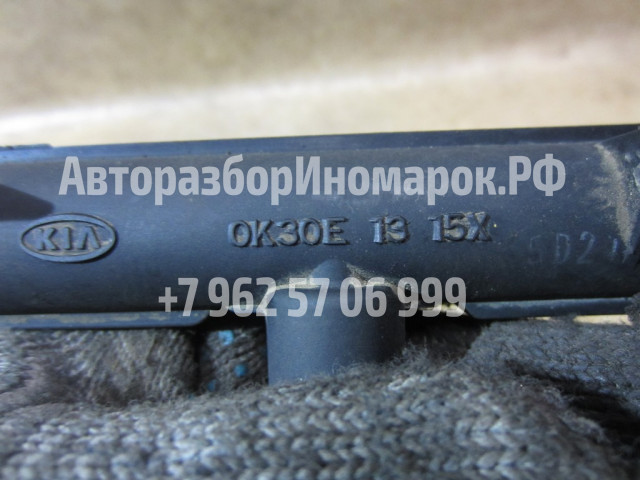 АвторазборИномарок.РФ
KIA 0K30E 13 15X
+7 962 57 06 999